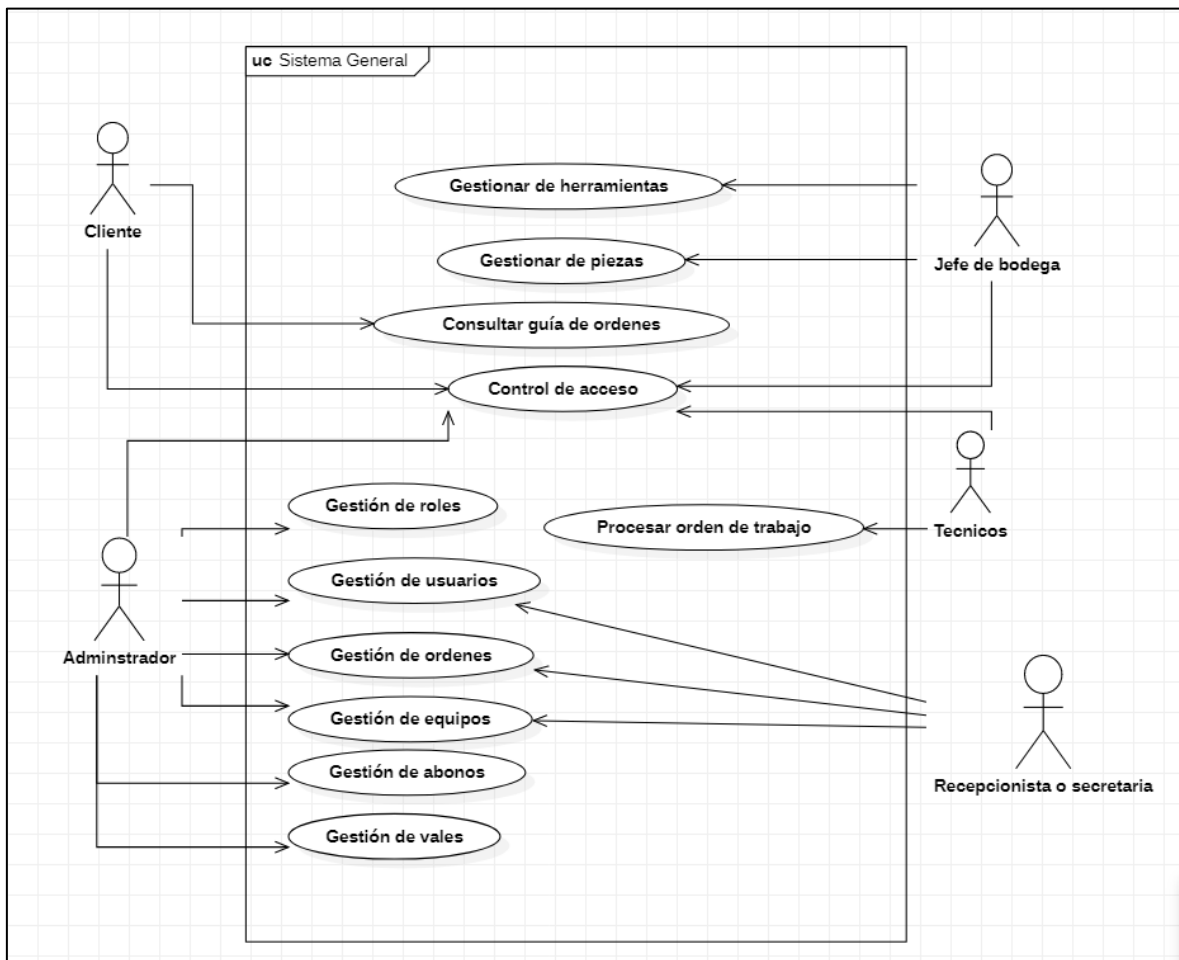 uc Sistema General
Cliente
Gestionar de herramientas
Jefe de bodega
Gestionar de piezas
Consultar guía de ordenes
Control de acceso
Gestión de roles
Procesar orden de trabajo
Tecnicos
Gestión de usuarios
Adminstrador
Gestión de ordenes
Gestión de equipos
Gestión de abonos
Recepcionista o secretaria
Gestión de vales